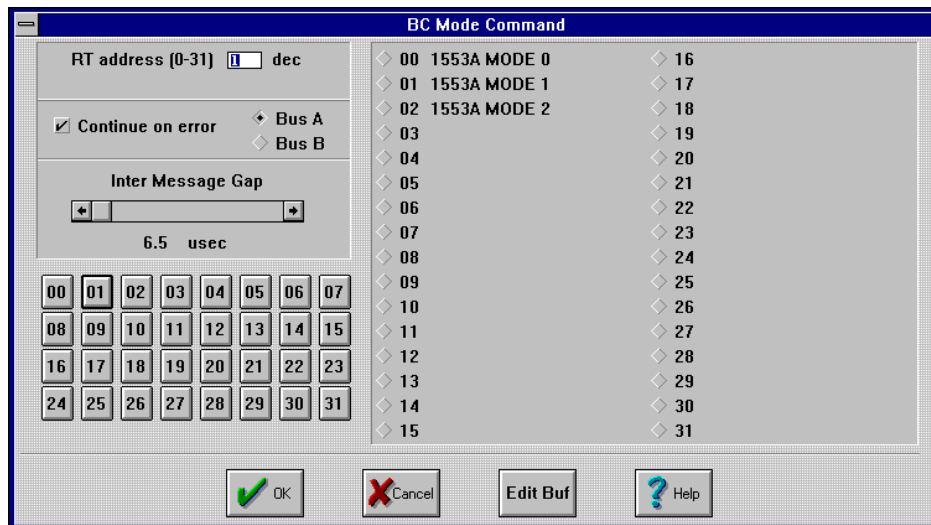 BC Mode Command
RT address (0-31) 1 dec
Continue on error
Bus A
Bus B
Inter Message Gap
6.5 usec
00 01 02 03 04 05 06 07
08 09 10 11 12 13 14 15
16 17 18 19 20 21 22 23
24 25 26 27 28 29 30 31
00 1553A MODE 0
01 1553A MODE 1
02 1553A MODE 2
03
04
05
06
07
08
09
10
11
12
13
14
15
16
17
18
19
20
21
22
23
24
25
26
27
28
29
30
31
OK
Cancel
Edit Buf
Help